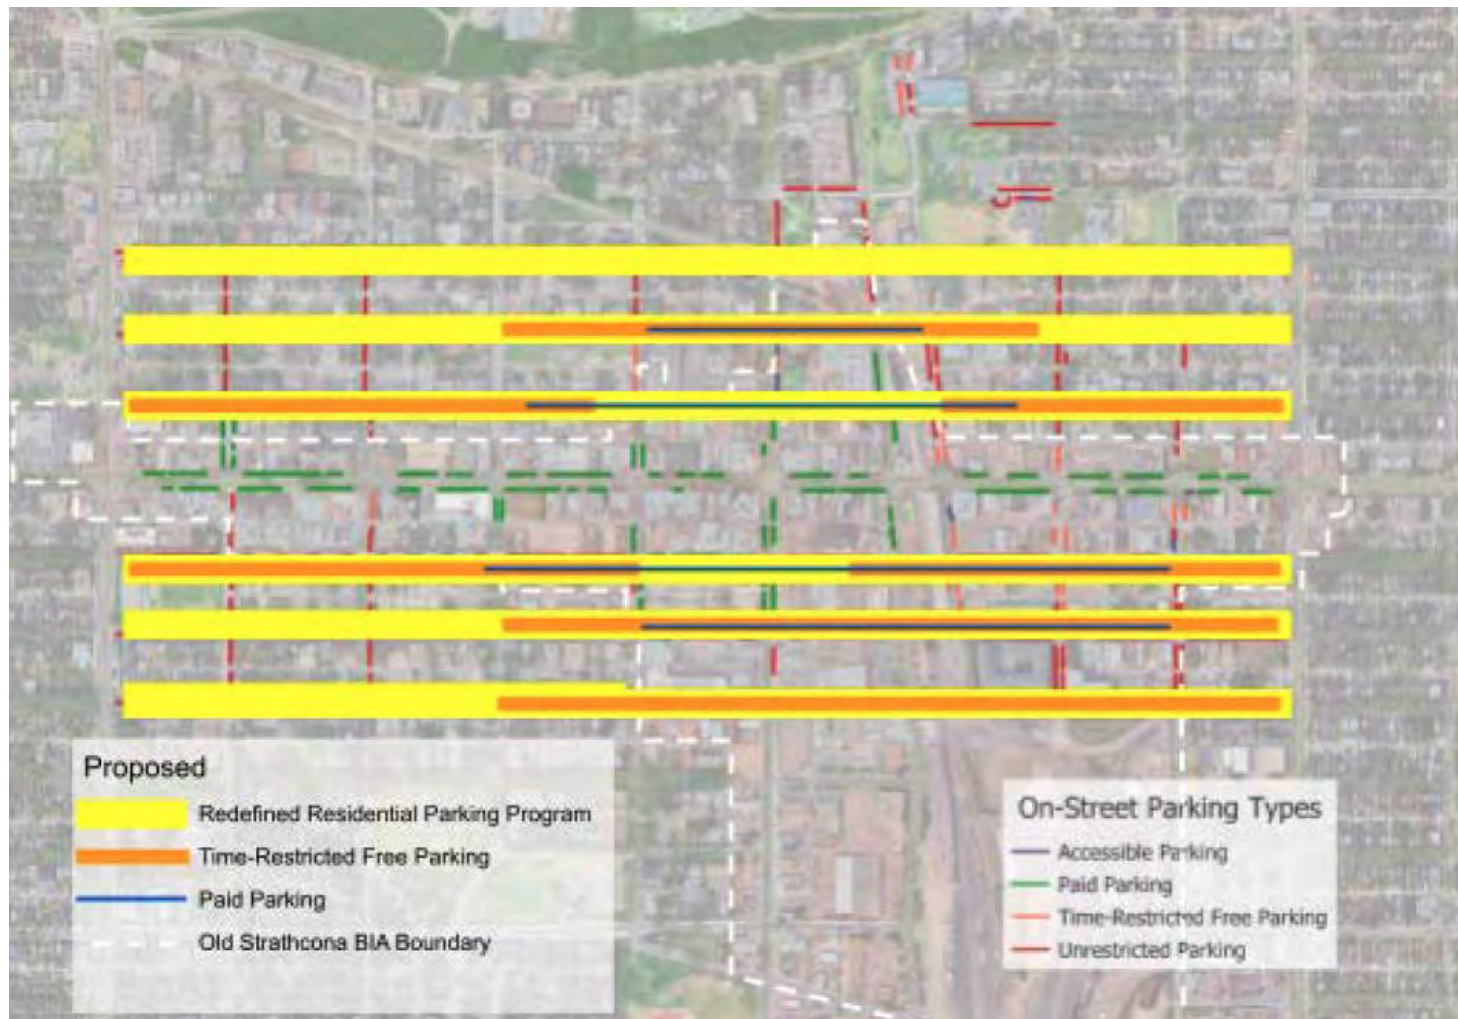 Proposed
Redefined Residential Parking Program
Time-Restricted Free Parking
Paid Parking
Old Strathcona BIA Boundary
On-Street Parking Types
Accessible Parking
Paid Parking
Time-Restricted Free Parking
Unrestricted Parking